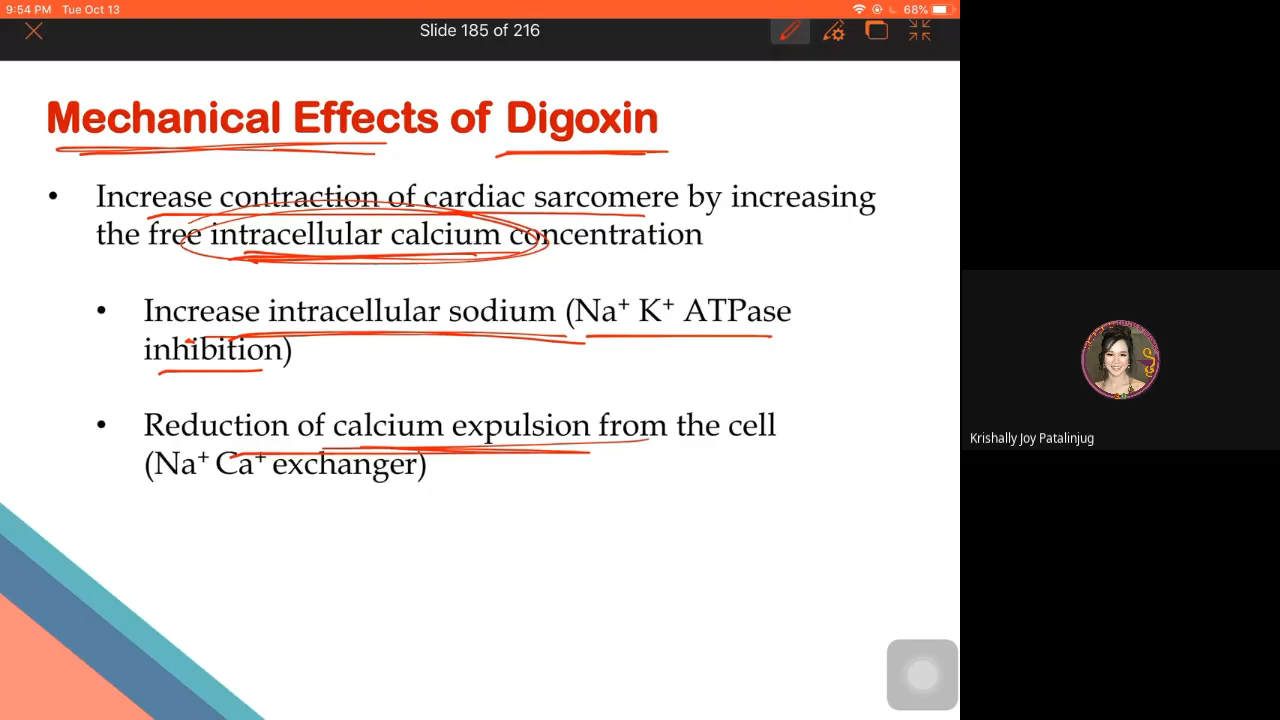 9:54 PM Tue Oct 13 68%
Slide 185 of 216
Mechanical Effects of Digoxin
• Increase contraction of cardiac sarcomere by increasing
the free intracellular calcium concentration
• Increase intracellular sodium (Na⁺ K⁺ ATPase
inhibition)
• Reduction of calcium expulsion from the cell
(Na⁺ Ca⁺ exchanger)
Krishally Joy Patalinjug